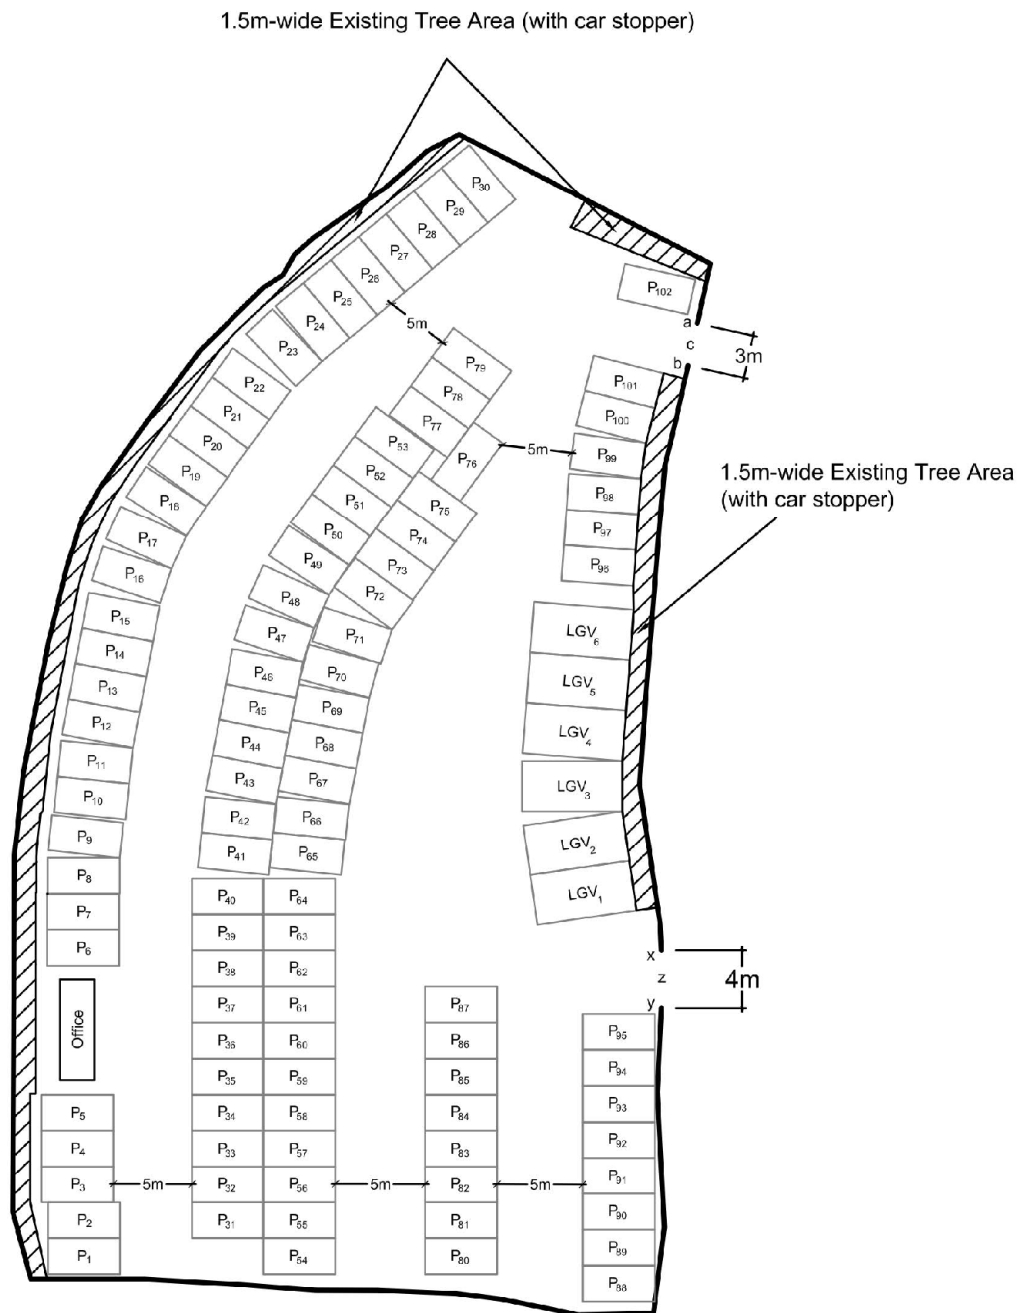 1.5m-wide Existing Tree Area (with car stopper)
P30
P29
P28
P27
P26
P25
P24
P23
P22
P21
P20
P19
P18
P17
P16
P15
P14
P13
P12
P11
P10
P9
P8
P7
P6
Office
P5
P4
P3
P2
P1
5m
5m
P79
P78
P77
P76
P53
P52
P51
P50
P49
P48
P47
P46
P45
P44
P43
P42
P41
P40
P39
P38
P37
P36
P35
P34
P33
P32
P31
P75
P74
P73
P72
P71
P70
P69
P68
P67
P66
P65
P64
P63
P62
P61
P60
P59
P58
P57
P56
P55
P54
5m
P87
P86
P85
P84
P83
P82
P81
P80
5m
P102
a
c
b
3m
P101
P100
5m
P99
P98
P97
P96
1.5m-wide Existing Tree Area
(with car stopper)
LGV6
LGV5
LGV4
LGV3
LGV2
LGV1
x
z
y
4m
P95
P94
P93
P92
P91
P90
P89
P88